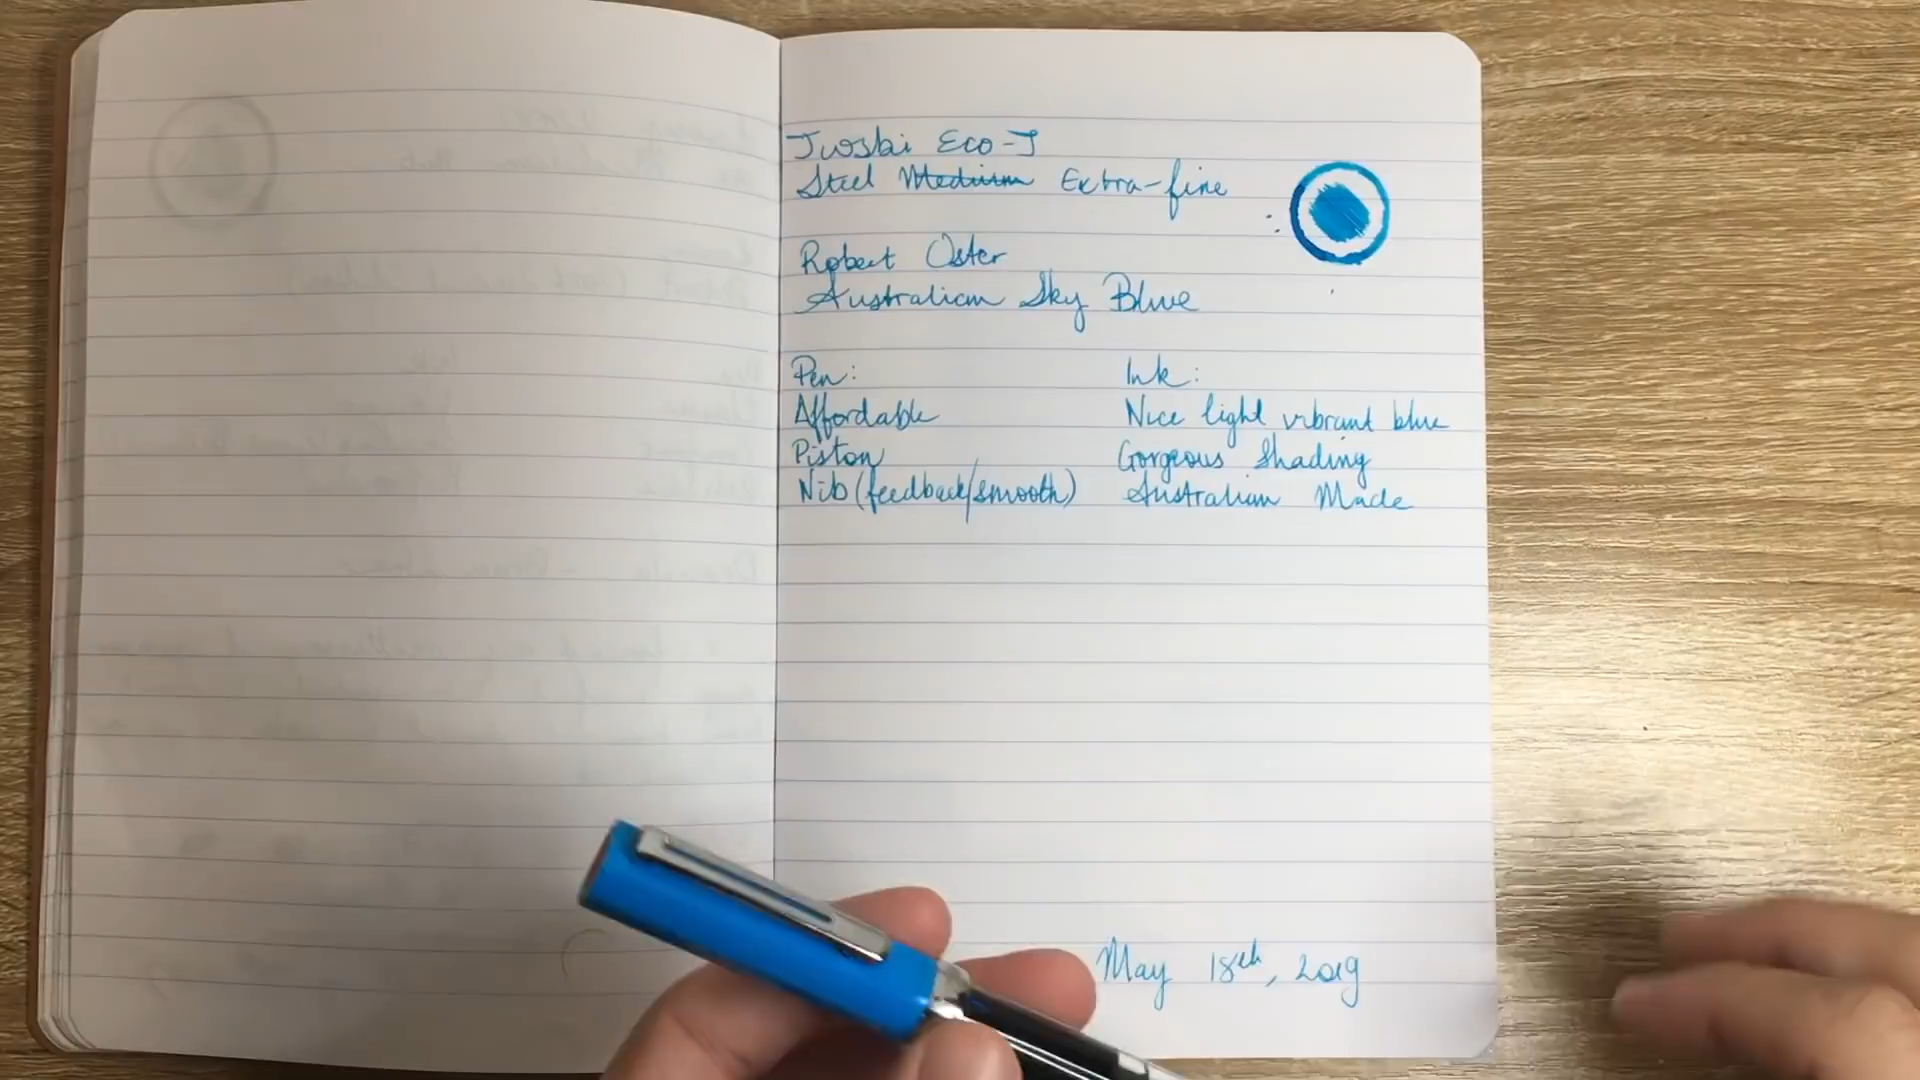 Twsbi Eco-T
Steel Medium Extra-fine
Robert Oster
Australian Sky Blue
Pen:
Affordable
Piston
Nib (feedback/smooth)
Ink:
Nice light vibrant blue
Gorgeous Shading
Australian Made
May 18th, 2019